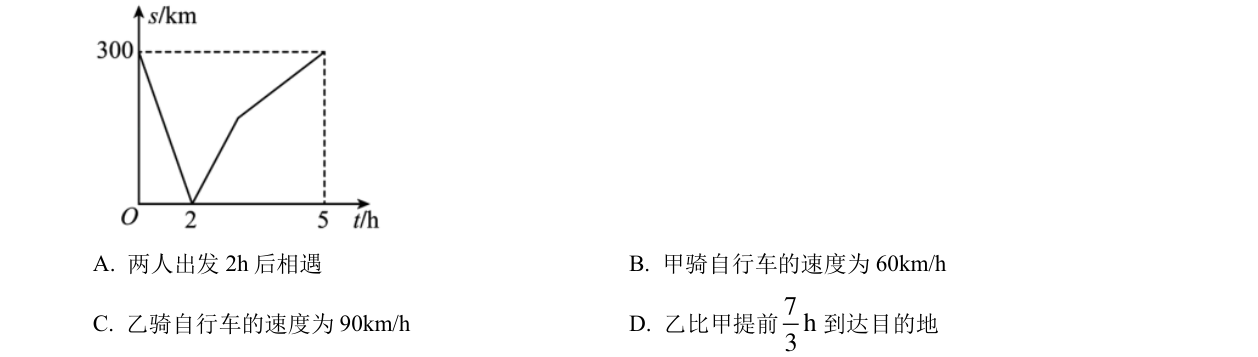 s/km
300
O 2 5 t/h
A. 两人出发 2h 后相遇 B. 甲骑自行车的速度为 60km/h
C. 乙骑自行车的速度为 90km/h D. 乙比甲提前 7/3 h 到达目的地